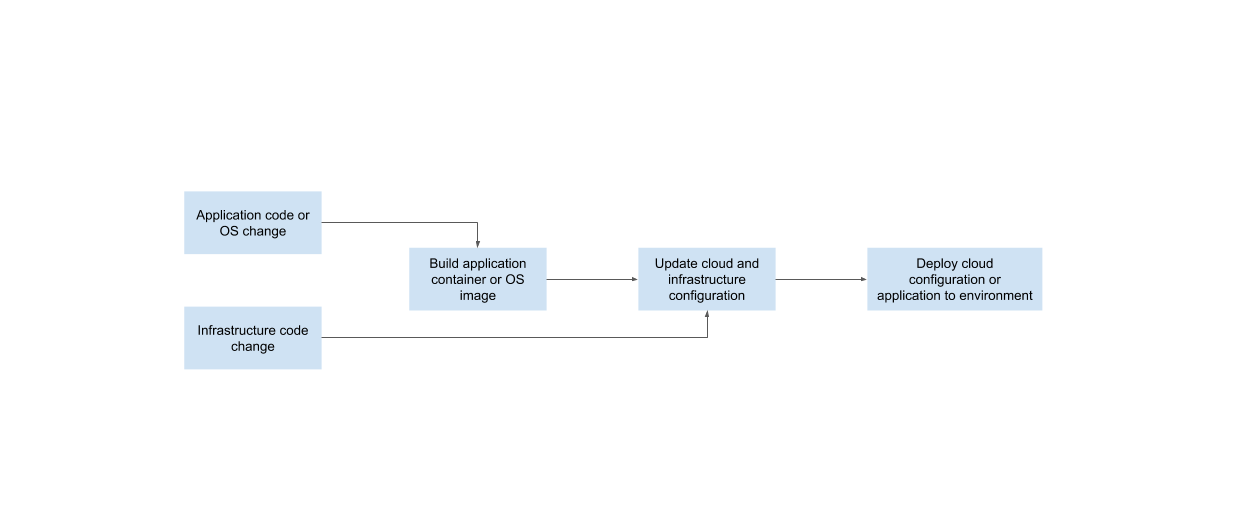 Application code or
OS change
Build application
container or OS
image
Update cloud and
infrastructure
configuration
Deploy cloud
configuration or
application to environment
Infrastructure code
change